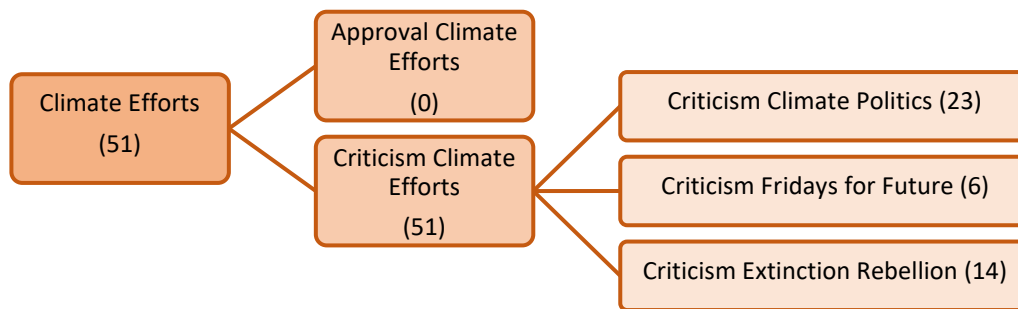 Climate Efforts
(51)
Approval Climate
Efforts
(0)
Criticism Climate
Efforts
(51)
Criticism Climate Politics (23)
Criticism Fridays for Future (6)
Criticism Extinction Rebellion (14)